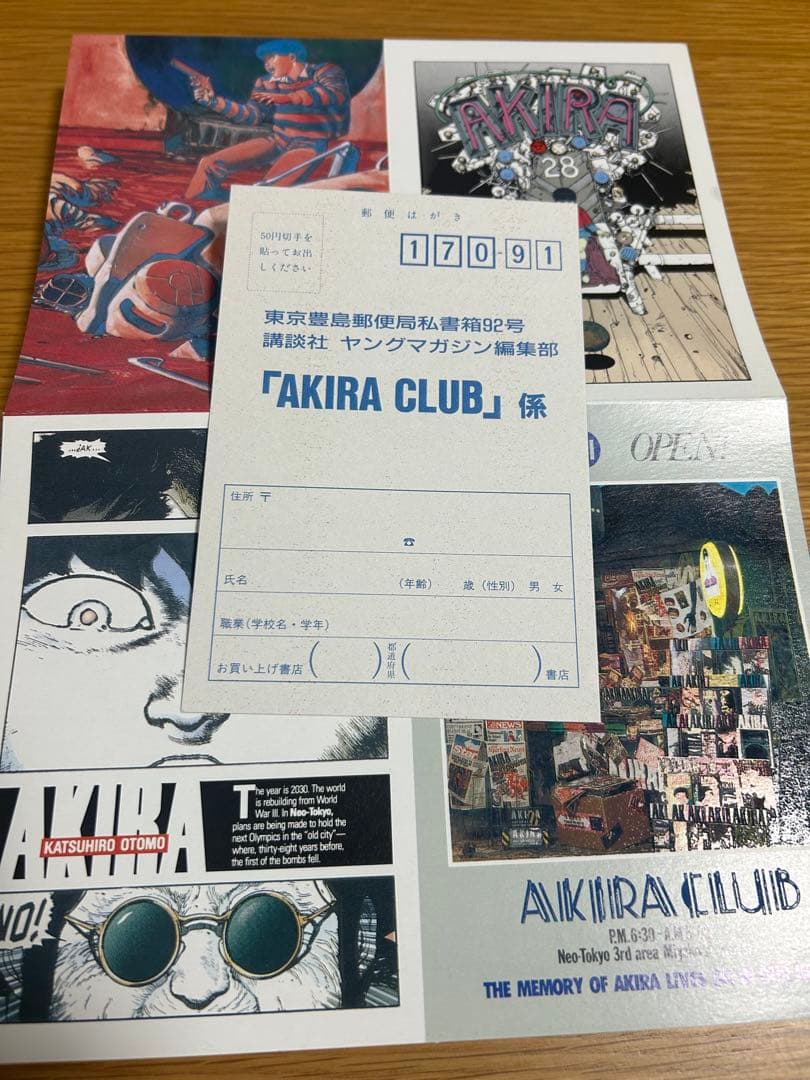 AKIRA
28
郵便はがき
50円切手を
貼ってお出
しください
170-91
東京豊島郵便局私書箱92号
講談社 ヤングマガジン編集部
「AKIRA CLUB」係
住所 〒
☎
氏名 (年齢) 歳 (性別) 男 女
職業(学校名・学年)
お買い上げ書店( )都道府県( )書店
...¡AK...
AKIRA
KATSUHIRO OTOMO
The year is 2030. The world
is rebuilding from World
War III. In Neo-Tokyo,
plans are being made to hold the
next Olympics in the "old city"—
where, thirty-eight years before,
the first of the bombs fell.
NO!
OPEN!
AKIRA CLUB
P.M.6:30-A.M.
Neo-Tokyo 3rd area
THE MEMORY OF AKIRA LIVES